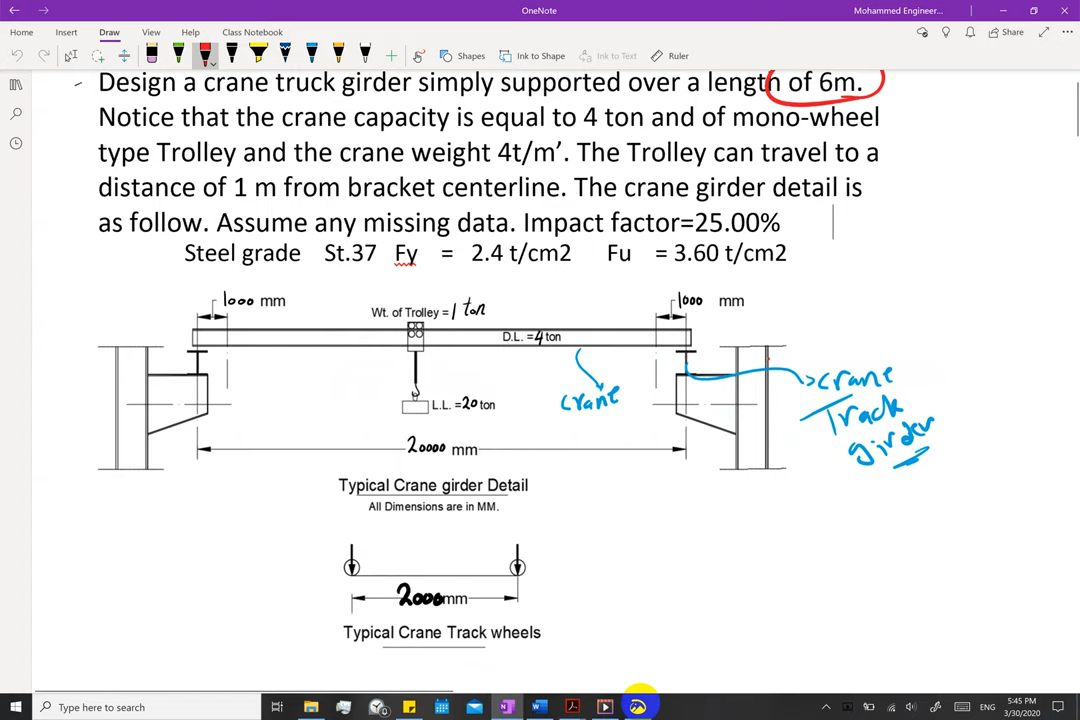 OneNote
Mohammed Engineer...
Home Insert Draw View Help Class Notebook
Share
Shapes Ink to Shape Ink to Text Ruler
- Design a crane truck girder simply supported over a length of 6m.
Notice that the crane capacity is equal to 4 ton and of mono-wheel
type Trolley and the crane weight 4t/m’. The Trolley can travel to a
distance of 1 m from bracket centerline. The crane girder detail is
as follow. Assume any missing data. Impact factor=25.00%
Steel grade St.37 Fy = 2.4 t/cm2 Fu = 3.60 t/cm2
1000 mm
Wt. of Trolley = 1 ton
1000 mm
D.L. =4 ton
L.L. =20 ton
crane
crane
Track
girder
20000 mm
Typical Crane girder Detail
All Dimensions are in MM.
2000mm
Typical Crane Track wheels
Type here to search
ENG
5:45 PM
3/30/2020